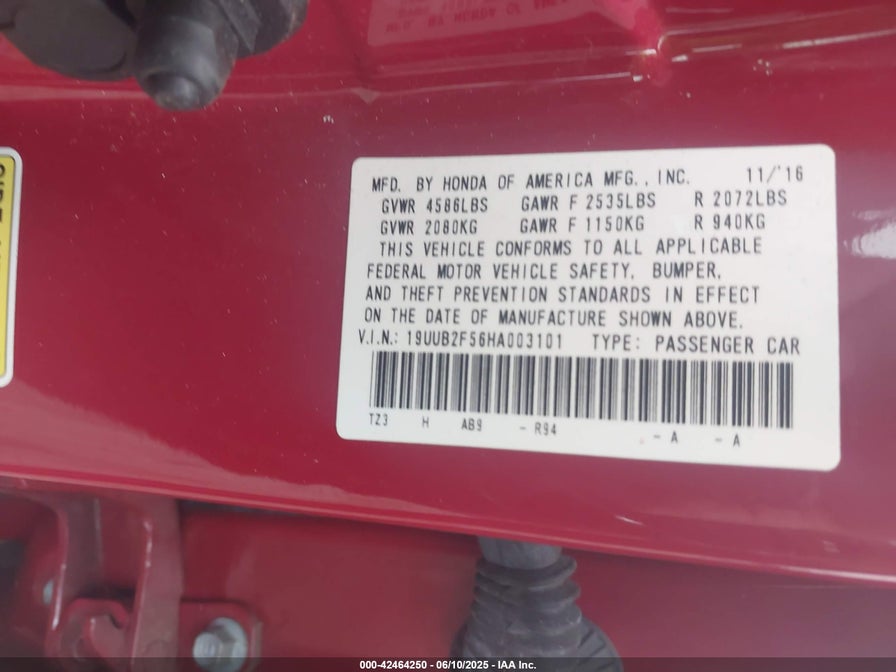 MFD. BY HONDA OF AMERICA MFG., INC. 11/'16
GVWR 4586LBS GAWR F 2535LBS R 2072LBS
GVWR 2080KG GAWR F 1150KG R 940KG
THIS VEHICLE CONFORMS TO ALL APPLICABLE
FEDERAL MOTOR VEHICLE SAFETY, BUMPER,
AND THEFT PREVENTION STANDARDS IN EFFECT
ON THE DATE OF MANUFACTURE SHOWN ABOVE.
V.I.N.: 19UUB2F56HA003101 TYPE: PASSENGER CAR
TZ3 H AB9 - R94 - A - A
000-42464250 - 06/10/2025 - IAA Inc.